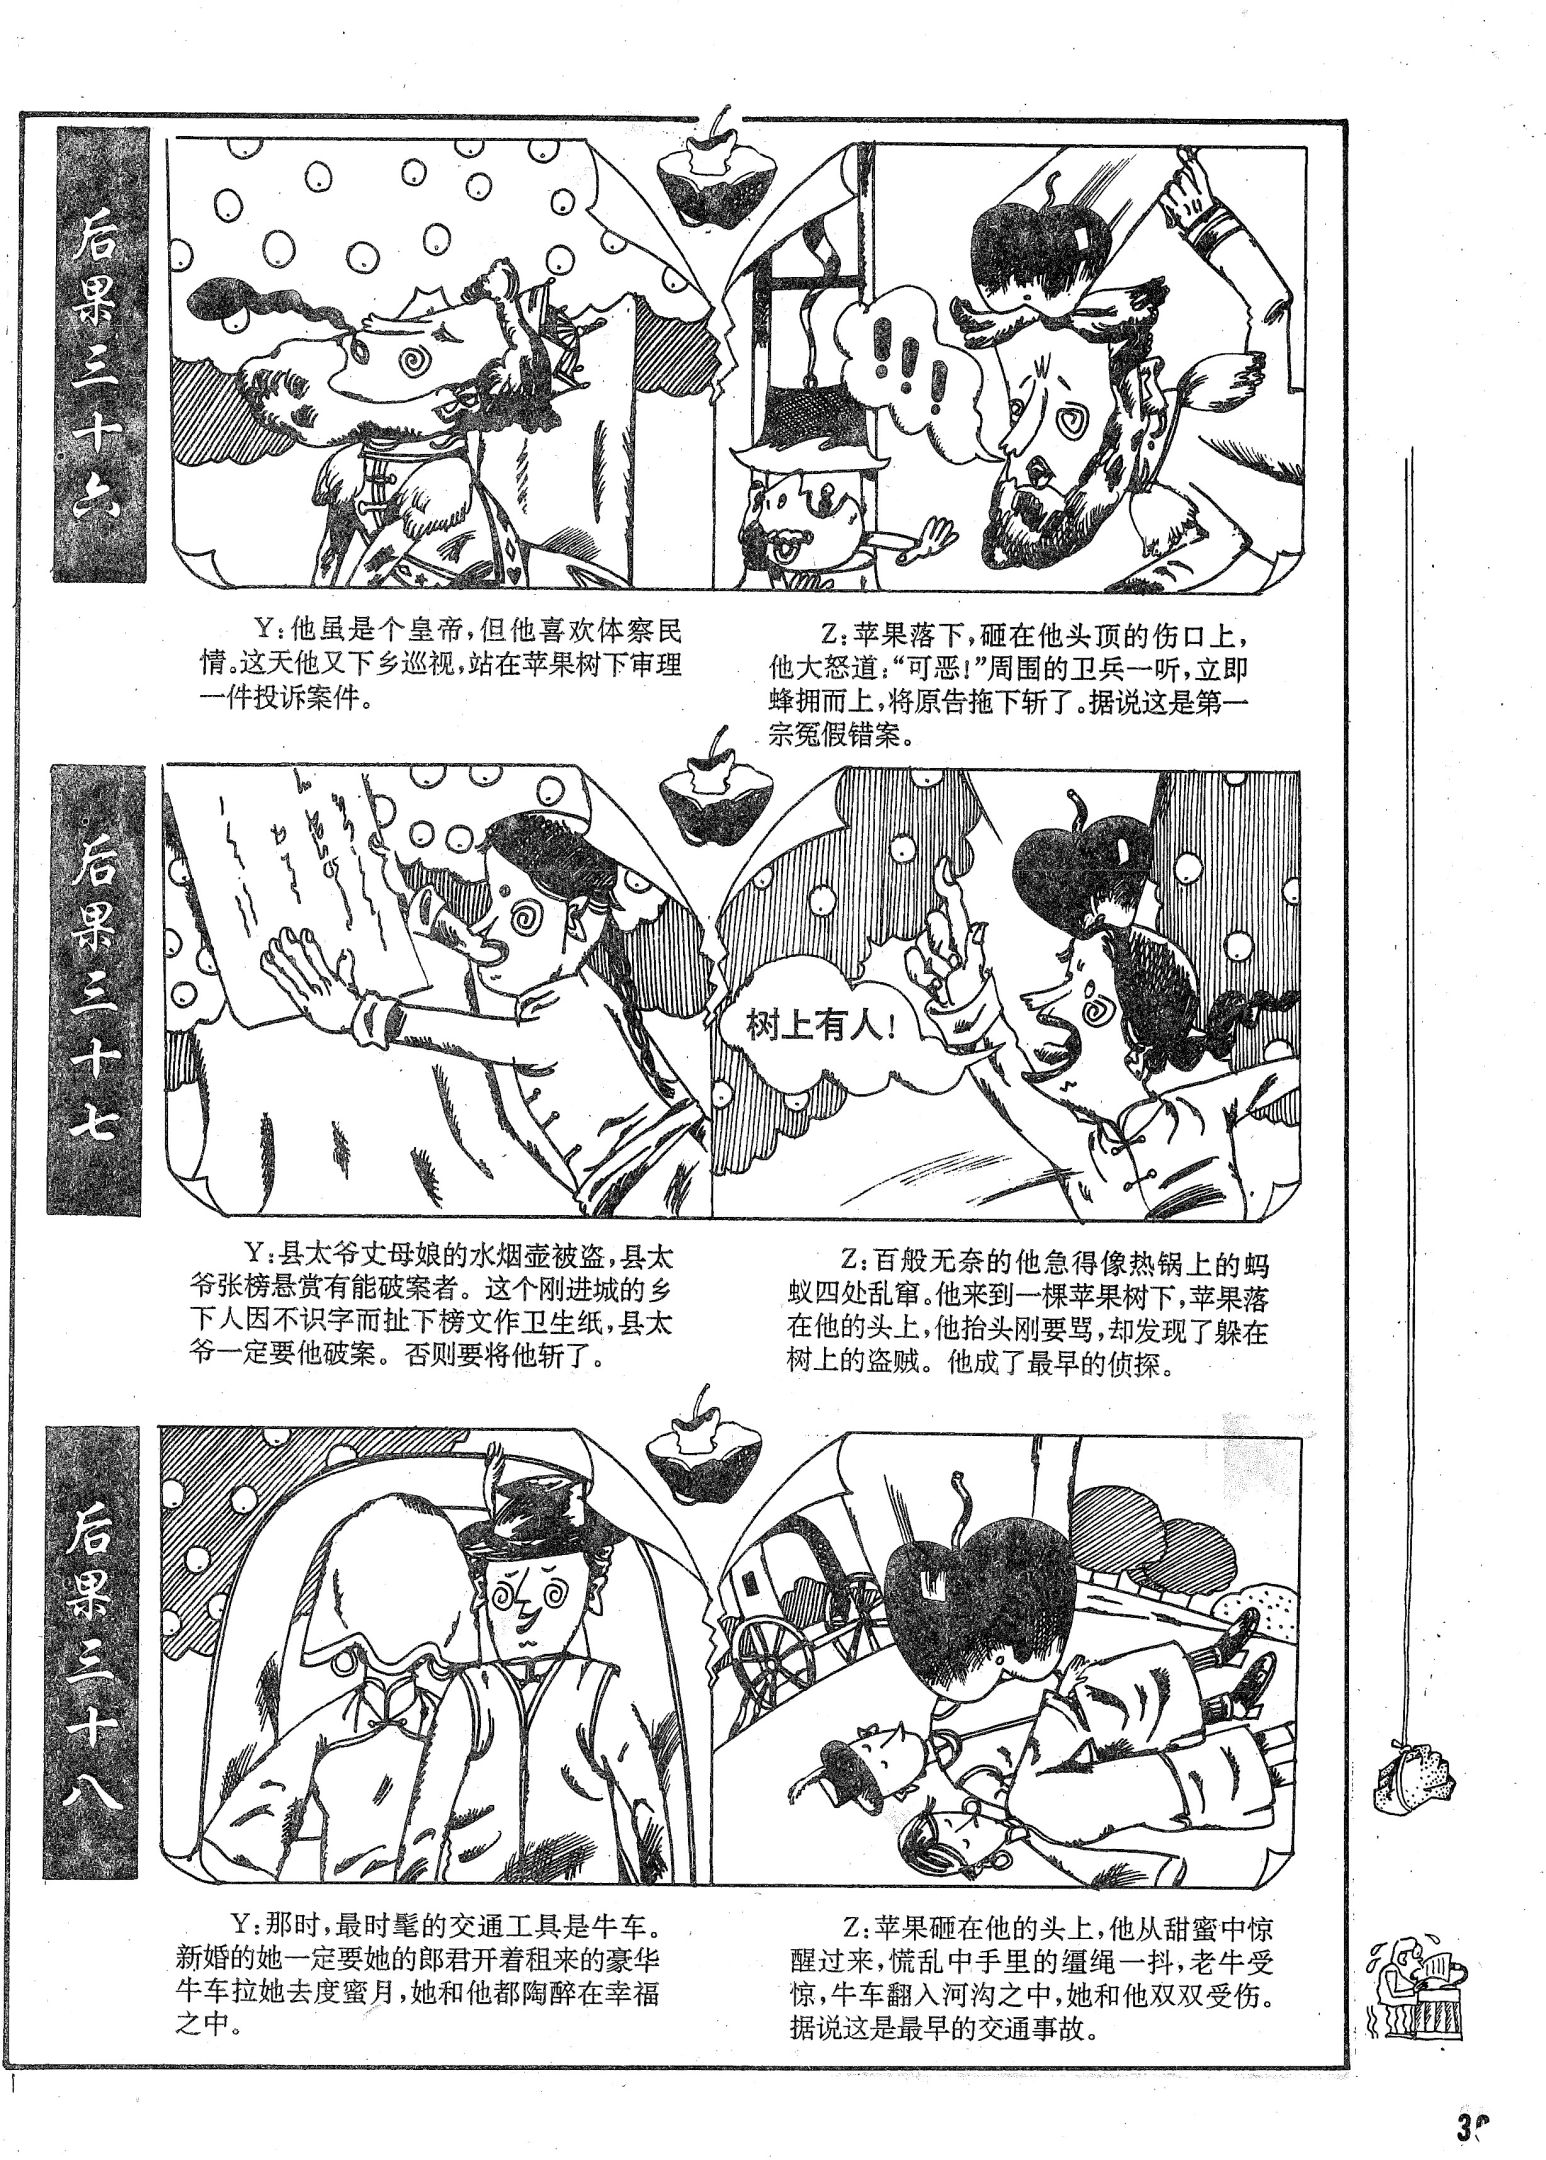 后果三十六
Y:他虽是个皇帝,但他喜欢体察民
情。这天他又下乡巡视,站在苹果树下审理
一件投诉案件。
!!!
Z:苹果落下,砸在他头顶的伤口上,
他大怒道:“可恶!”周围的卫兵一听,立即
蜂拥而上,将原告拖下斩了。据说这是第一
宗冤假错案。
后果三十七
Y:县太爷丈母娘的水烟壶被盗,县太
爷张榜悬赏有能破案者。这个刚进城的乡
下人因不识字而扯下榜文作卫生纸,县太
爷一定要他破案。否则要将他斩了。
树上有人!
Z:百般无奈的他急得像热锅上的蚂
蚁四处乱窜。他来到一棵苹果树下,苹果落
在他的头上,他抬头刚要骂,却发现了躲在
树上的盗贼。他成了最早的侦探。
后果三十八
Y:那时,最时髦的交通工具是牛车。
新婚的她一定要她的郎君开着租来的豪华
牛车拉她去度蜜月,她和他都陶醉在幸福
之中。
Z:苹果砸在他的头上,他从甜蜜中惊
醒过来,慌乱中手里的缰绳一抖,老牛受
惊,牛车翻入河沟之中,她和他双双受伤。
据说这是最早的交通事故。